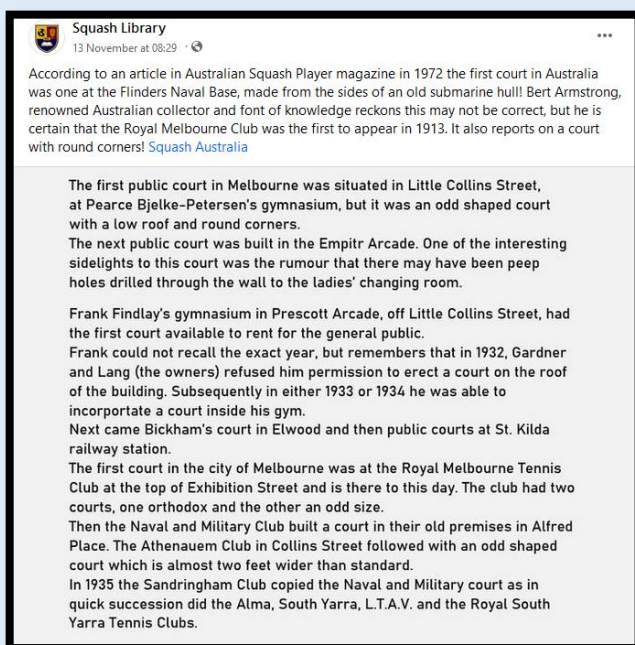 Squash Library
13 November at 08:29 ·
According to an article in Australian Squash Player magazine in 1972 the first court in Australia
was one at the Flinders Naval Base, made from the sides of an old submarine hull! Bert Armstrong,
renowned Australian collector and font of knowledge reckons this may not be correct, but he is
certain that the Royal Melbourne Club was the first to appear in 1913. It also reports on a court
with round corners! Squash Australia
The first public court in Melbourne was situated in Little Collins Street,
at Pearce Bjelke-Petersen's gymnasium, but it was an odd shaped court
with a low roof and round corners.
The next public court was built in the Empitr Arcade. One of the interesting
sidelights to this court was the rumour that there may have been peep
holes drilled through the wall to the ladies' changing room.
Frank Findlay's gymnasium in Prescott Arcade, off Little Collins Street, had
the first court available to rent for the general public.
Frank could not recall the exact year, but remembers that in 1932, Gardner
and Lang (the owners) refused him permission to erect a court on the roof
of the building. Subsequently in either 1933 or 1934 he was able to
incorportate a court inside his gym.
Next came Bickham's court in Elwood and then public courts at St. Kilda
railway station.
The first court in the city of Melbourne was at the Royal Melbourne Tennis
Club at the top of Exhibition Street and is there to this day. The club had two
courts, one orthodox and the other an odd size.
Then the Naval and Military Club built a court in their old premises in Alfred
Place. The Athenauem Club in Collins Street followed with an odd shaped
court which is almost two feet wider than standard.
In 1935 the Sandringham Club copied the Naval and Military court as in
quick succession did the Alma, South Yarra, L.T.A.V. and the Royal South
Yarra Tennis Clubs.